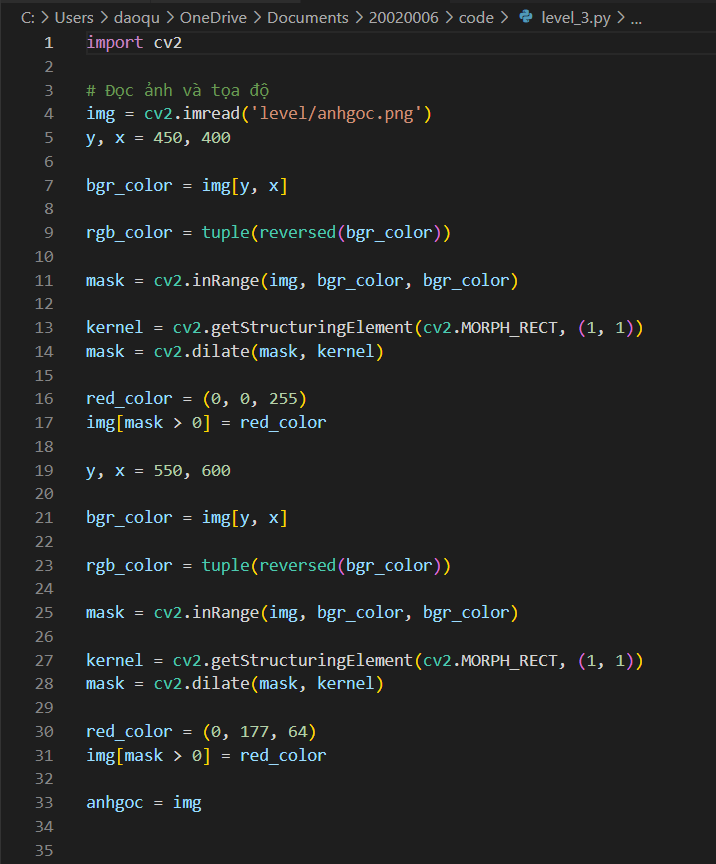 C: > Users > daoqu > OneDrive > Documents > 20020006 > code > level_3.py > ...
1 import cv2
2
3 # Đọc ảnh và tọa độ
4 img = cv2.imread('level/anhgoc.png')
5 y, x = 450, 400
6
7 bgr_color = img[y, x]
8
9 rgb_color = tuple(reversed(bgr_color))
10
11 mask = cv2.inRange(img, bgr_color, bgr_color)
12
13 kernel = cv2.getStructuringElement(cv2.MORPH_RECT, (1, 1))
14 mask = cv2.dilate(mask, kernel)
15
16 red_color = (0, 0, 255)
17 img[mask > 0] = red_color
18
19 y, x = 550, 600
20
21 bgr_color = img[y, x]
22
23 rgb_color = tuple(reversed(bgr_color))
24
25 mask = cv2.inRange(img, bgr_color, bgr_color)
26
27 kernel = cv2.getStructuringElement(cv2.MORPH_RECT, (1, 1))
28 mask = cv2.dilate(mask, kernel)
29
30 red_color = (0, 177, 64)
31 img[mask > 0] = red_color
32
33 anhgoc = img
34
35